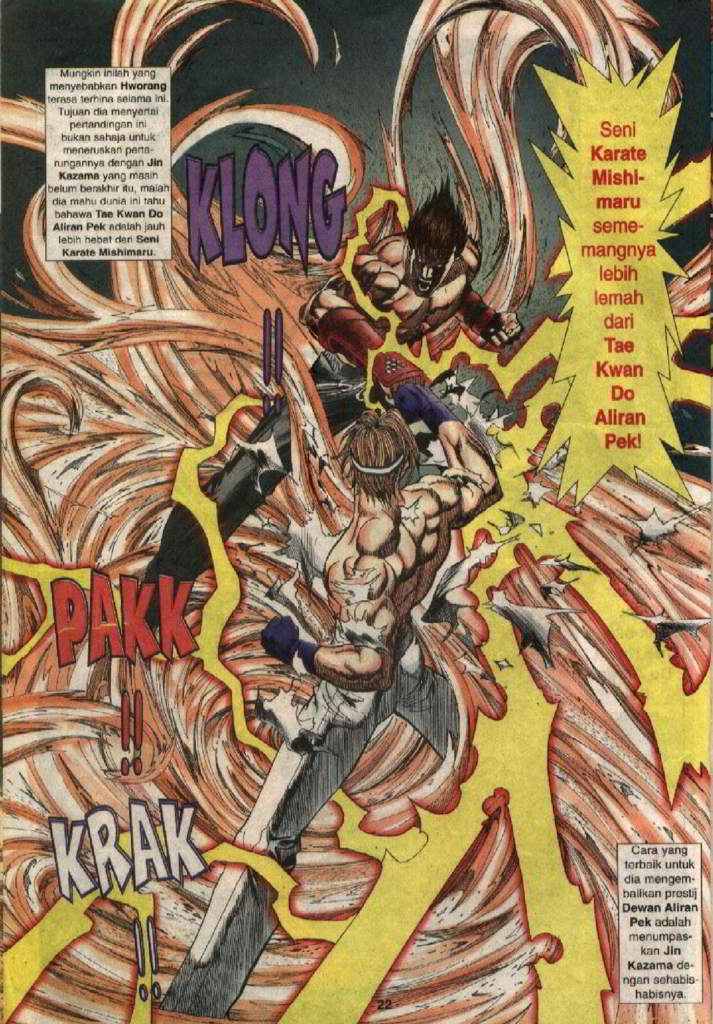 Mungkin inilah yang
menyebabkan Hworang
terasa terhina selama ini.
Tujuan dia menyertai
pertandingan ini
bukan sahaja untuk
meneruskan perta-
rungannya dengan Jin
Kazama yang masih
belum berakhir itu, malah
dia mahu dunia ini tahu
bahawa Tae Kwan Do
Aliran Pek adalah jauh
lebih hebat dari Seni
Karate Mishimaru.
KLONG
!!
Seni
Karate
Mishi-
maru
seme-
mangnya
lebih
lemah
dari
Tae
Kwan
Do
Aliran
Pek!
PAKK
!!
KRAK
!!
Cara yang
terbaik untuk
dia mengem-
balikan prestij
Dewan Aliran
Pek adalah
menumpas-
kan Jin
Kazama de-
ngan sehabis-
habisnya.
22